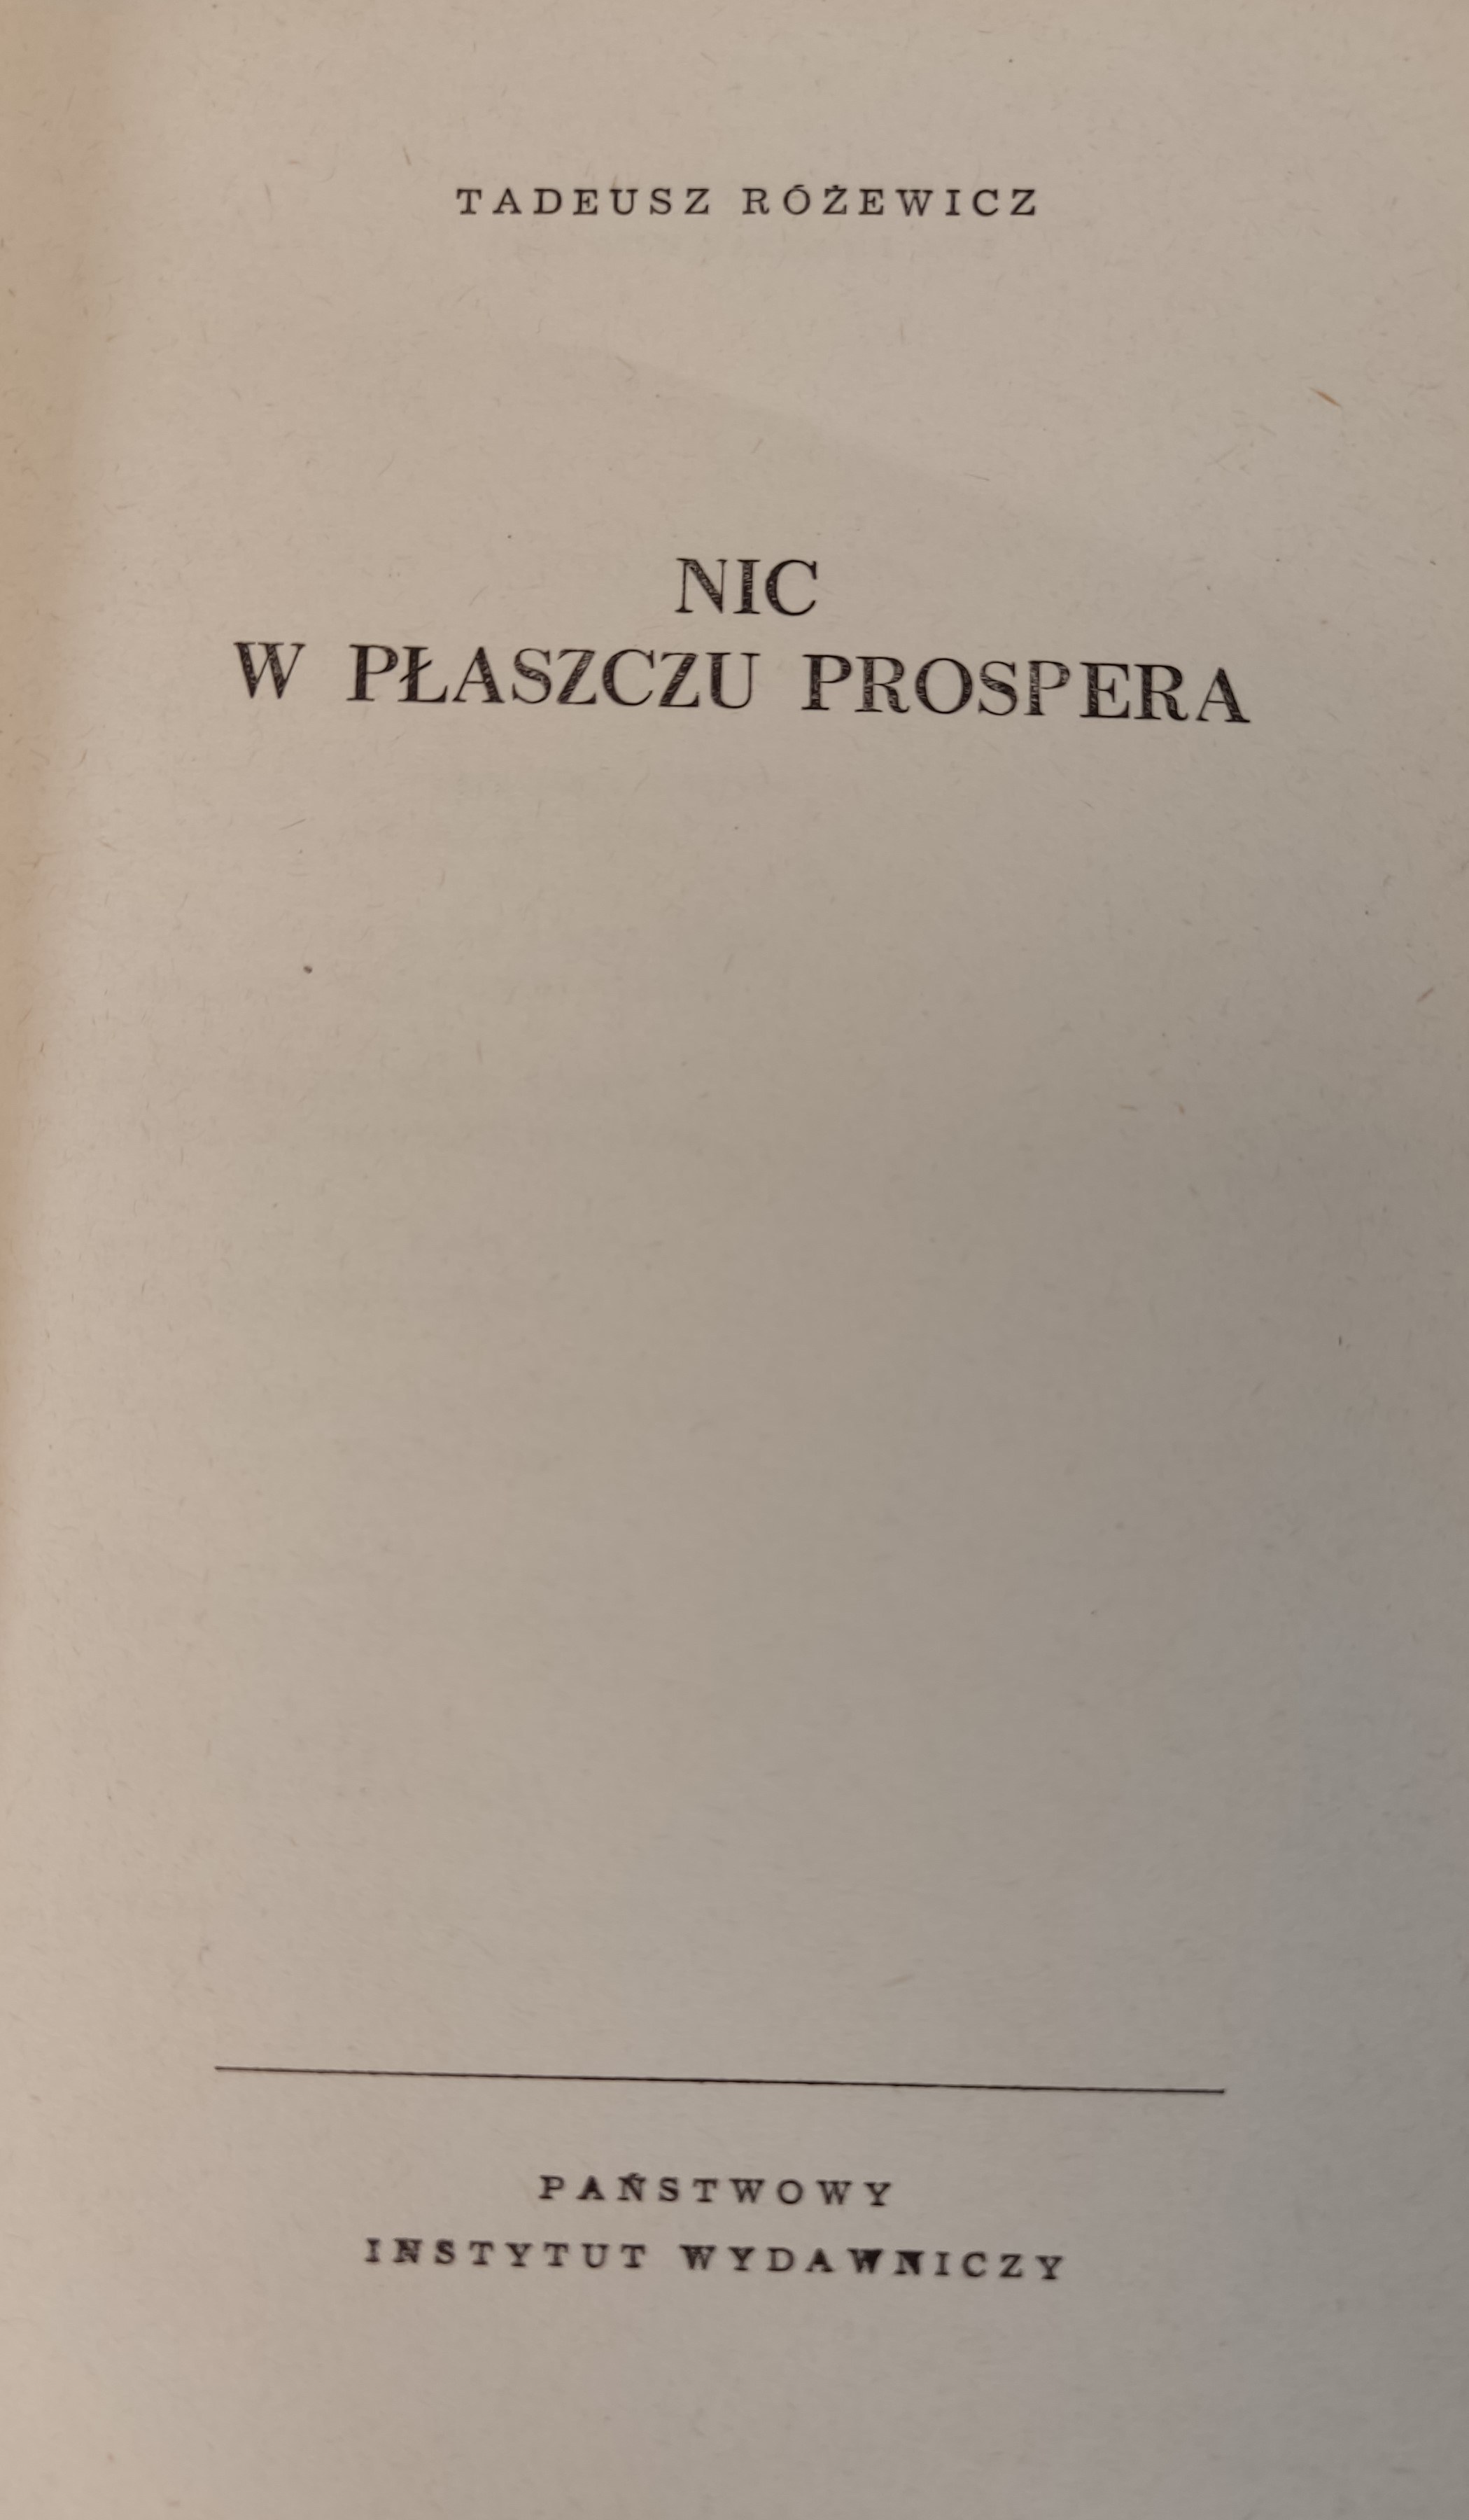 TADEUSZ RÓŻEWICZ
NIC
W PŁASZCZU PROSPERA
PAŃSTWOWY
INSTYTUT WYDAWNICZY